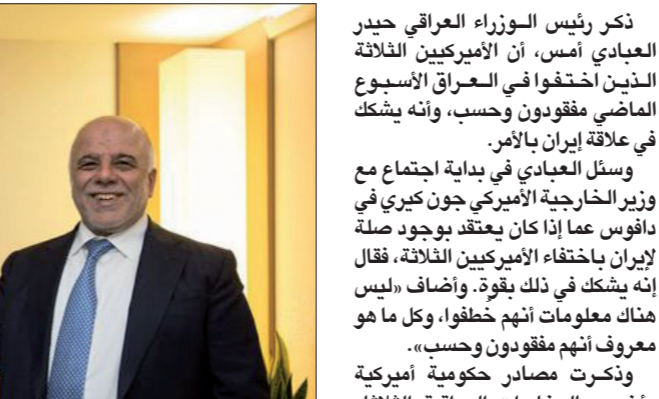 ذكر رئيس الوزراء العراقي حيدر
العبادي أمس، أن الأميركيين الثلاثة
الذين اختفوا في العراق الأسبوع
الماضي مفقودون وحسب، وأنه يشكك
في علاقة إيران بالأمر.
وسئل العبادي في بداية اجتماع مع
وزير الخارجية الأميركي جون كيري في
دافوس عما إذا كان يعتقد بوجود صلة
لإيران باختفاء الأميركيين الثلاثة، فقال
إنه يشكك في ذلك بقوة. وأضاف «ليس
هناك معلومات أنهم خُطفوا، وكل ما هو
معروف أنهم مفقودون وحسب».
وذكرت مصادر حكومية أميركية